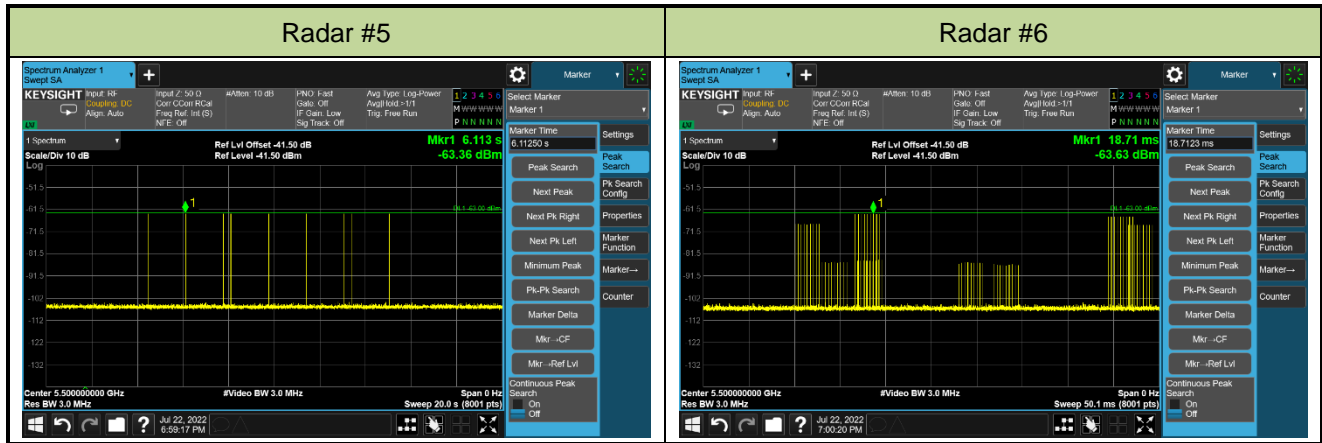 Radar #5
Radar #6
Spectrum Analyzer 1
Swept SA
Marker
KEYSIGHT
Input: RF
Coupling: DC
Align: Auto
Input Z: 50 Ω
Corr CCorr RCal
Freq Ref: Int (S)
NFE: Off
#Atten: 10 dB
PNO: Fast
Gate: Off
IF Gain: Low
Sig Track: Off
Avg Type: Log-Power
Avg|Hold:>1/1
Trig: Free Run
1 2 3 4 5 6
M W W W W W
P N N N N N
Select Marker
Marker 1
LXI
1 Spectrum
Scale/Div 10 dB
Log
Ref Lvl Offset -41.50 dB
Ref Level -41.50 dBm
Mkr1 6.113 s
-63.36 dBm
Marker Time
6.11250 s
Settings
Peak Search
Peak
Search
Next Peak
Pk Search
Config
Next Pk Right
Properties
Next Pk Left
Marker
Function
Minimum Peak
Marker→
Pk-Pk Search
Counter
Marker Delta
Mkr→CF
Mkr→Ref Lvl
Continuous Peak
Search
On
Off
-51.5
-61.5
-71.5
-81.5
-91.5
-102
-112
-122
-132
1
DL1 -63.00 dBm
Center 5.500000000 GHz
Res BW 3.0 MHz
#Video BW 3.0 MHz
Span 0 Hz
Sweep 20.0 s (8001 pts)
?
Jul 22, 2022
6:59:17 PM
Spectrum Analyzer 1
Swept SA
Marker
KEYSIGHT
Input: RF
Coupling: DC
Align: Auto
Input Z: 50 Ω
Corr CCorr RCal
Freq Ref: Int (S)
NFE: Off
#Atten: 10 dB
PNO: Fast
Gate: Off
IF Gain: Low
Sig Track: Off
Avg Type: Log-Power
Avg|Hold:>1/1
Trig: Free Run
1 2 3 4 5 6
M W W W W W
P N N N N N
Select Marker
Marker 1
LXI
1 Spectrum
Scale/Div 10 dB
Log
Ref Lvl Offset -41.50 dB
Ref Level -41.50 dBm
Mkr1 18.71 ms
-63.63 dBm
Marker Time
18.7123 ms
Settings
Peak Search
Peak
Search
Next Peak
Pk Search
Config
Next Pk Right
Properties
Next Pk Left
Marker
Function
Minimum Peak
Marker→
Pk-Pk Search
Counter
Marker Delta
Mkr→CF
Mkr→Ref Lvl
Continuous Peak
Search
On
Off
-51.5
-61.5
-71.5
-81.5
-91.5
-102
-112
-122
-132
1
DL1 -63.00 dBm
Center 5.500000000 GHz
Res BW 3.0 MHz
#Video BW 3.0 MHz
Span 0 Hz
Sweep 50.1 ms (8001 pts)
?
Jul 22, 2022
7:00:20 PM